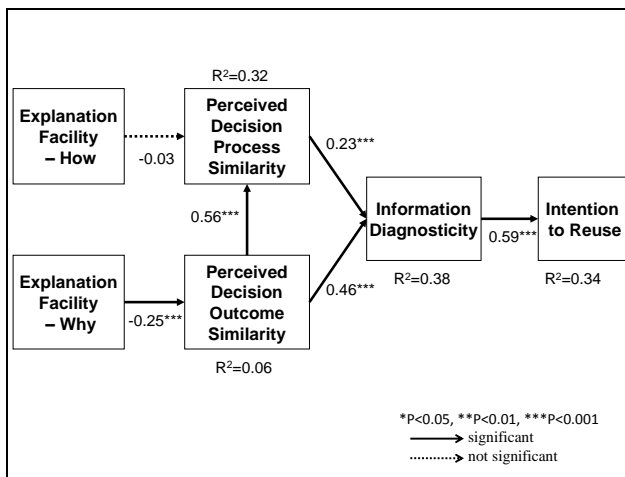 R²=0.32
Explanation
Facility
– How
-0.03
Perceived
Decision
Process
Similarity
0.23***
0.56***
Information
Diagnosticity
0.59***
Intention
to Reuse
R²=0.38
R²=0.34
Explanation
Facility
– Why
-0.25***
Perceived
Decision
Outcome
Similarity
0.46***
R²=0.06
*P<0.05, **P<0.01, ***P<0.001
significant
not significant